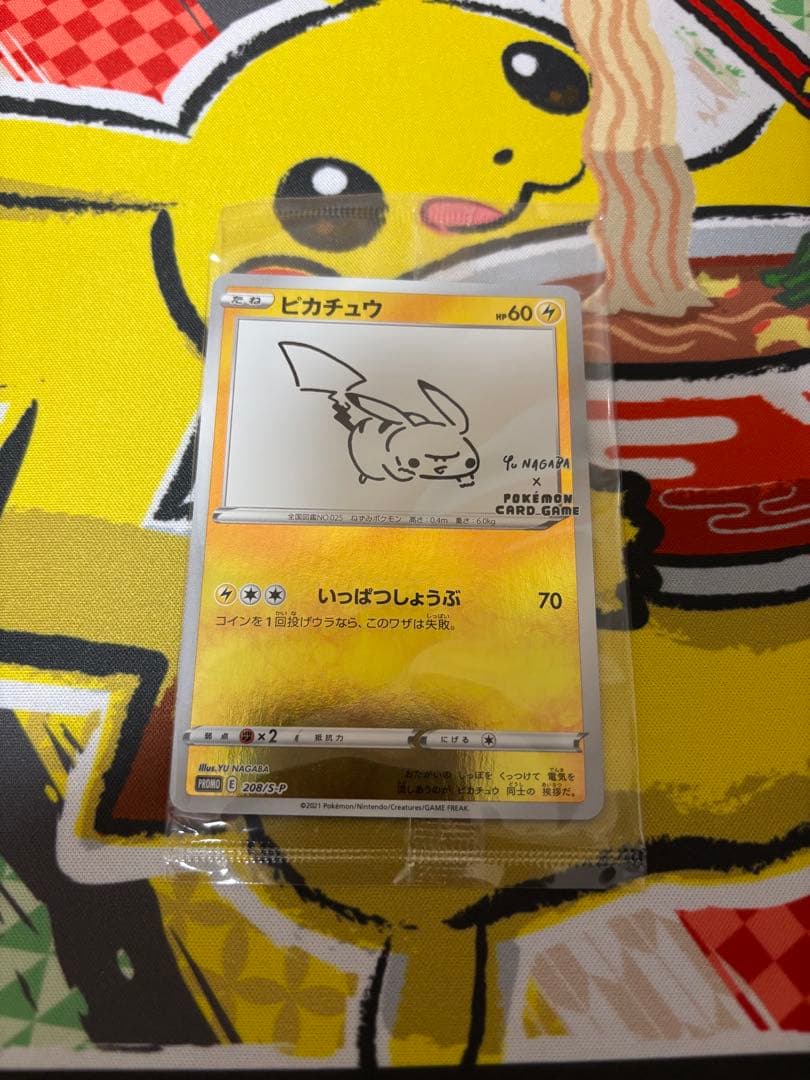 たね ピカチュウ HP60
Yu NAGABA
×
POKÉMON
CARD GAME
全国図鑑NO.025 ねずみポケモン 高さ：0.4m 重さ：6.0kg
いっぱつしょうぶ 70
コインを1回投げウラなら、このワザは失敗。
弱点 ×2 抵抗力 にげる
Illus.YU NAGABA
おたがいの しっぽを くっつけて 電気を
PROMO E 208/S-P
流しあうのが ピカチュウ 同士の 挨拶だ。
©2021 Pokémon/Nintendo/Creatures/GAME FREAK.